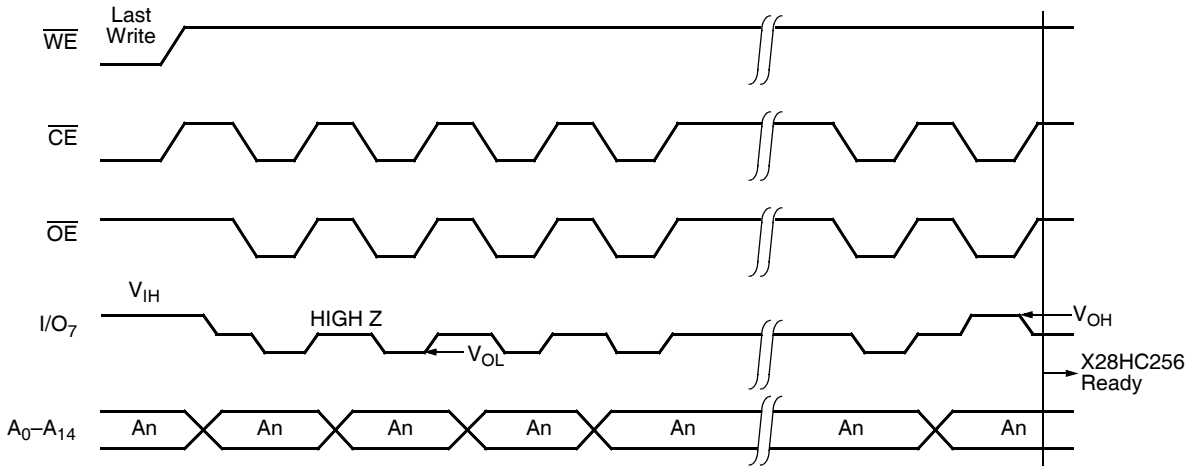 Last
Write
WE
CE
OE
VIH
I/O7
HIGH Z
VOL
VOH
X28HC256
Ready
A0–A14
An An An An An An An